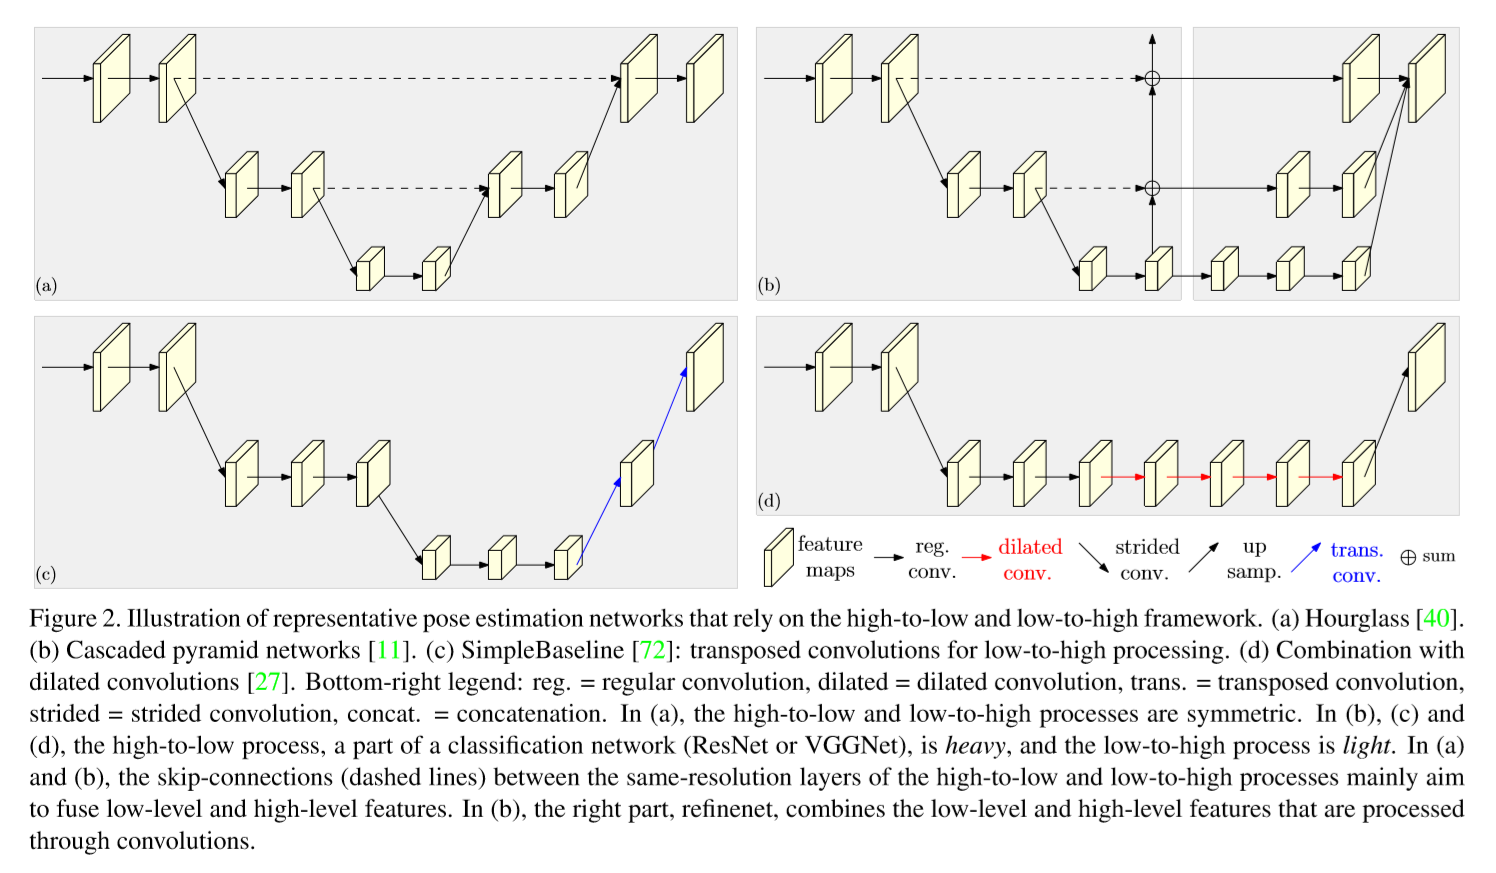 (a)
(b)
(c)
(d)
feature maps
reg. conv.
dilated conv.
strided conv.
up samp.
trans. conv.
⊕ sum
Figure 2. Illustration of representative pose estimation networks that rely on the high-to-low and low-to-high framework. (a) Hourglass [40].
(b) Cascaded pyramid networks [11]. (c) SimpleBaseline [72]: transposed convolutions for low-to-high processing. (d) Combination with
dilated convolutions [27]. Bottom-right legend: reg. = regular convolution, dilated = dilated convolution, trans. = transposed convolution,
strided = strided convolution, concat. = concatenation. In (a), the high-to-low and low-to-high processes are symmetric. In (b), (c) and
(d), the high-to-low process, a part of a classification network (ResNet or VGGNet), is heavy, and the low-to-high process is light. In (a)
and (b), the skip-connections (dashed lines) between the same-resolution layers of the high-to-low and low-to-high processes mainly aim
to fuse low-level and high-level features. In (b), the right part, refinenet, combines the low-level and high-level features that are processed
through convolutions.